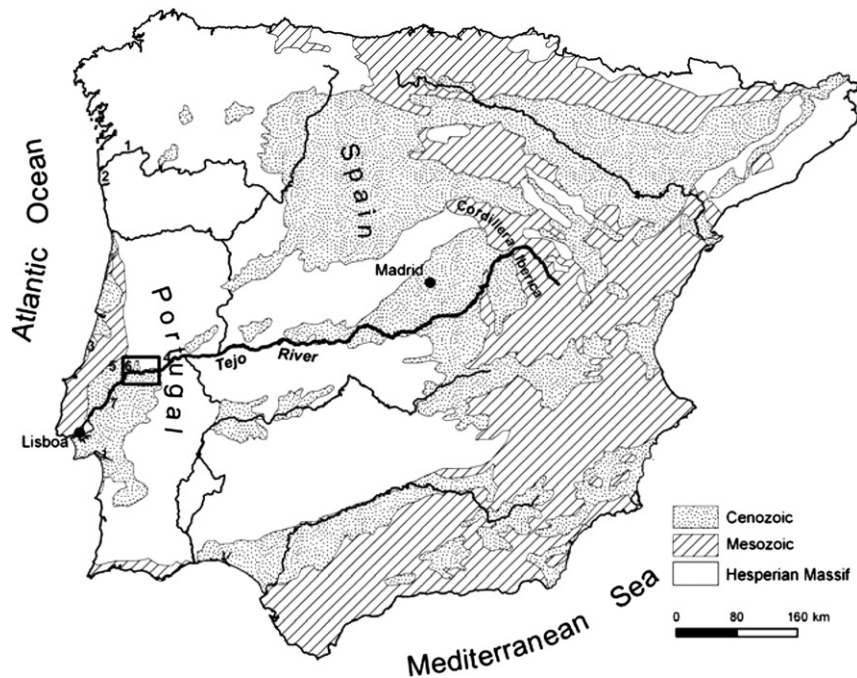 Atlantic Ocean
1
2
Spain
Cordillera Iberica
Madrid
Portugal
3
5
6
Tejo
River
7
Lisboa
Cenozoic
Mesozoic
Hesperian Massif
0 80 160 km
Mediterranean Sea